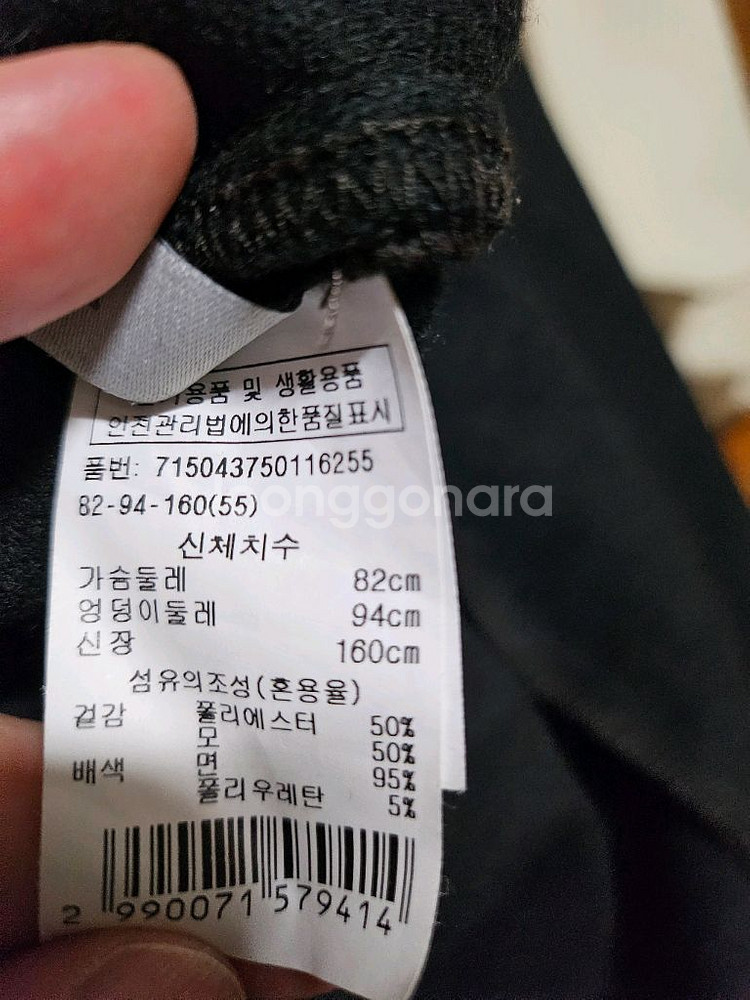 용품 및 생활용품
안전관리법에의한품질표시
품번: 715043750116255
82-94-160(55)
신체치수
가슴둘레 82cm
엉덩이둘레 94cm
신장 160cm
섬유의조성(혼용율)
겉감 폴리에스터 50%
모 50%
배색 면 95%
폴리우레탄 5%
2 990071 579414